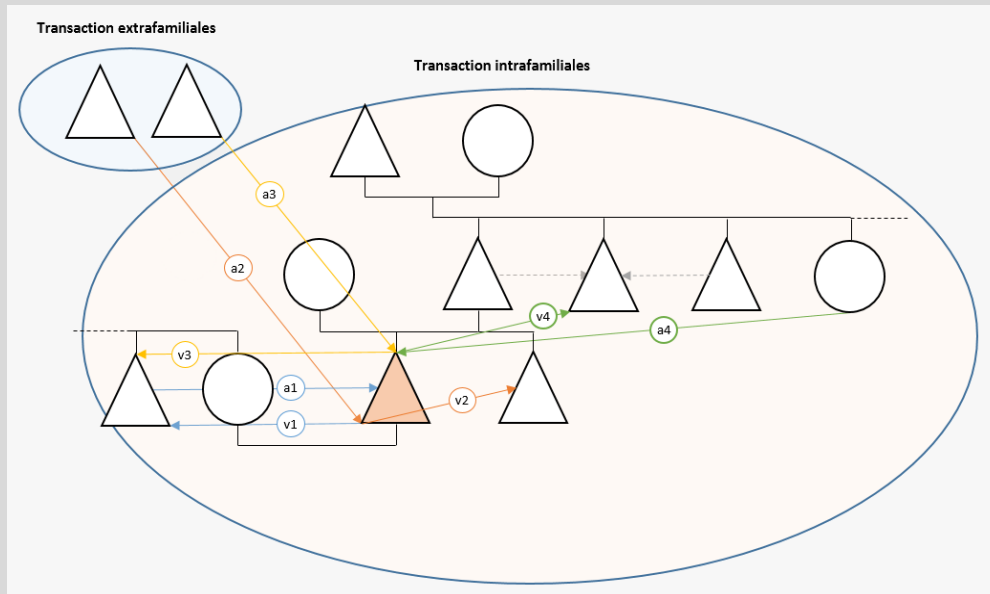 Transaction extrafamiliales
Transaction intrafamiliales
a3
a2
v4
a4
v3
a1
v2
v1